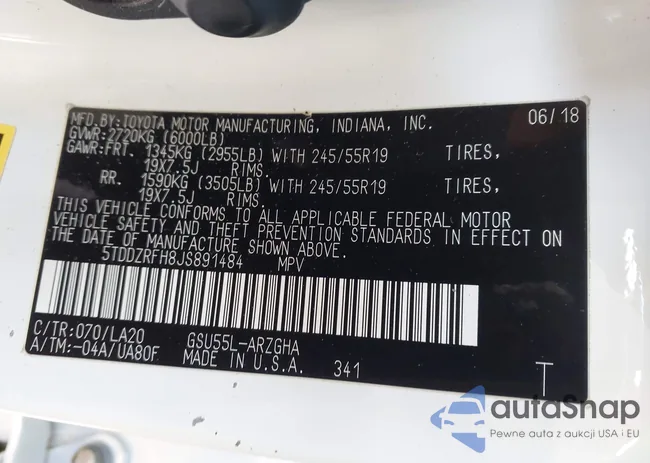 MFD.BY:TOYOTA MOTOR MANUFACTURING, INDIANA, INC. 06/18
GVWR:2720KG (6000LB)
GAWR:FRT. 1345KG (2955LB) WITH 245/55R19 TIRES,
19X7.5J RIMS.
RR. 1590KG (3505LB) WITH 245/55R19 TIRES,
19X7.5J RIMS.
THIS VEHICLE CONFORMS TO ALL APPLICABLE FEDERAL MOTOR
VEHICLE SAFETY AND THEFT PREVENTION STANDARDS IN EFFECT ON
THE DATE OF MANUFACTURE SHOWN ABOVE.
5TDDZRFH8JS891484 MPV
C/TR:070/LA20 GSU55L-ARZGHA
A/TM:-04A/UA80F MADE IN U.S.A. 341 T
autoSnap
Pewne auta z aukcji USA i EU